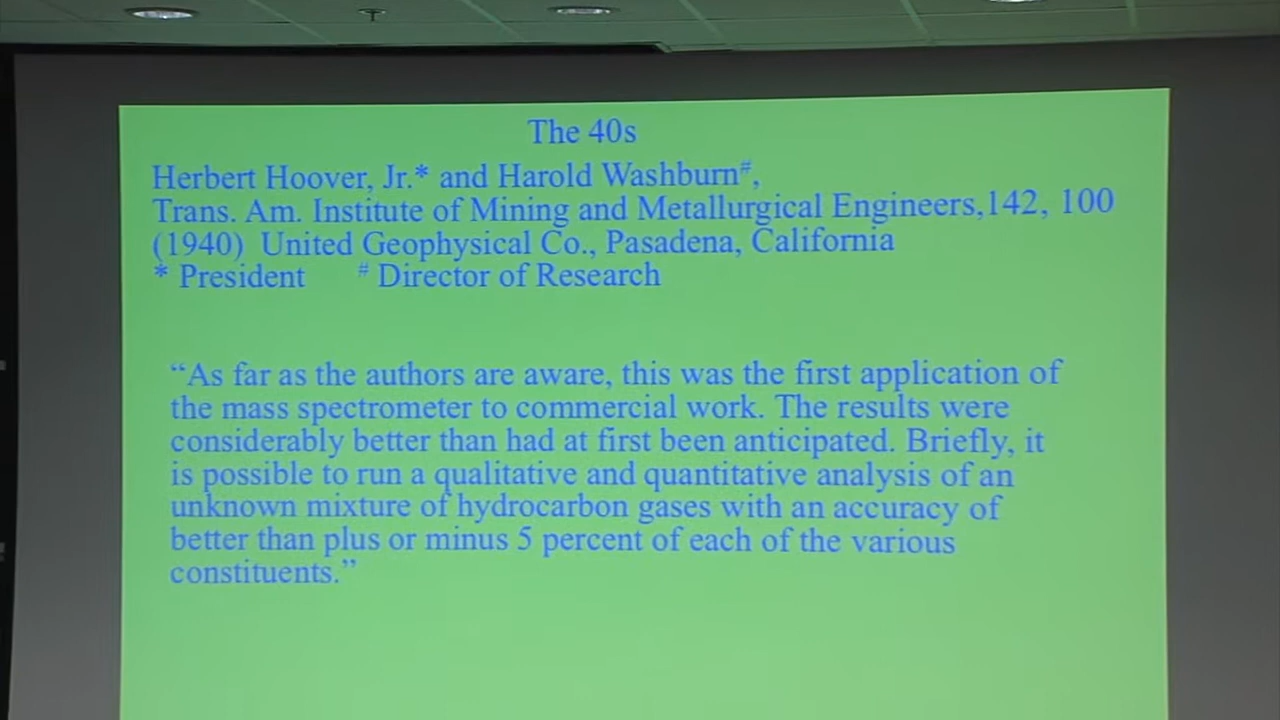 The 40s
Herbert Hoover, Jr.* and Harold Washburn#,
Trans. Am. Institute of Mining and Metallurgical Engineers,142, 100
(1940) United Geophysical Co., Pasadena, California
* President # Director of Research
“As far as the authors are aware, this was the first application of
the mass spectrometer to commercial work. The results were
considerably better than had at first been anticipated. Briefly, it
is possible to run a qualitative and quantitative analysis of an
unknown mixture of hydrocarbon gases with an accuracy of
better than plus or minus 5 percent of each of the various
constituents.”